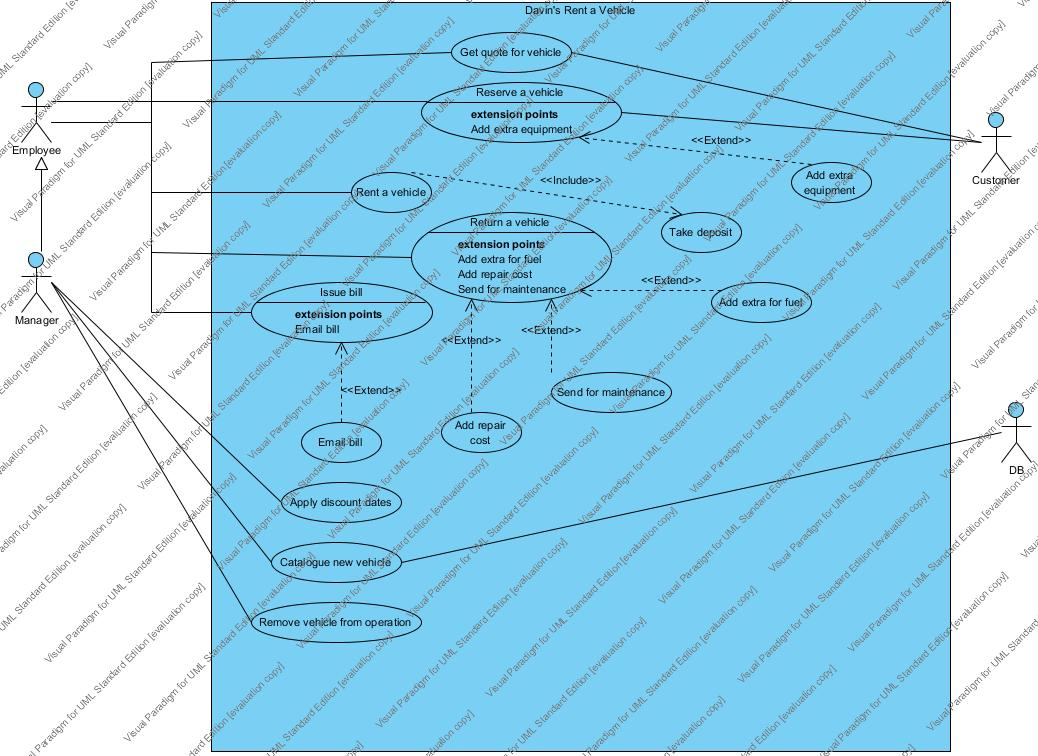 Davin's Rent a Vehicle
Get quote for vehicle
Reserve a vehicle
extension points
Add extra equipment
<<Extend>>
Employee
Customer
Add extra
equipment
<<Include>>
Rent a vehicle
Return a vehicle
extension points
Add extra for fuel
Add repair cost
Send for maintenance
Take deposit
<<Extend>>
Add extra for fuel
Manager
Issue bill
extension points
Email bill
<<Extend>>
<<Extend>>
<<Extend>>
Send for maintenance
Add repair
cost
Email bill
DB
Apply discount dates
Catalogue new vehicle
Remove vehicle from operation
Visual Paradigm for UML Standard Edition [evaluation copy]